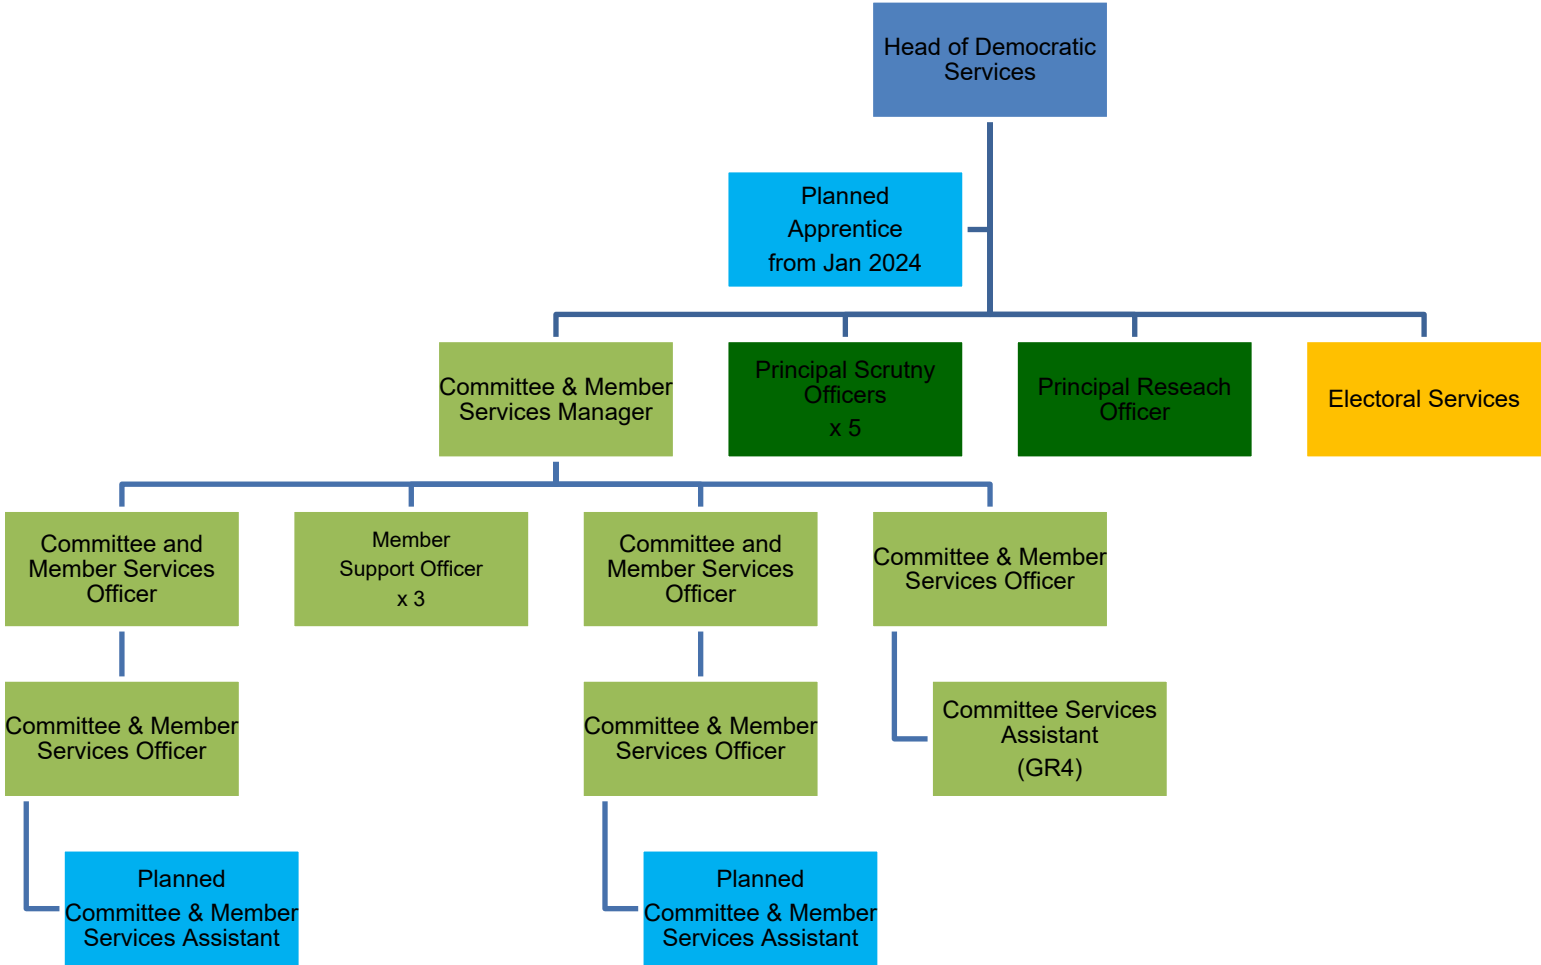 Head of Democratic
Services
Planned
Apprentice
from Jan 2024
Committee & Member
Services Manager
Principal Scrutny
Officers
x 5
Principal Reseach
Officer
Electoral Services
Committee and
Member Services
Officer
Member
Support Officer
x 3
Committee and
Member Services
Officer
Committee & Member
Services Officer
Committee & Member
Services Officer
Committee & Member
Services Officer
Committee Services
Assistant
(GR4)
Planned
Committee & Member
Services Assistant
Planned
Committee & Member
Services Assistant